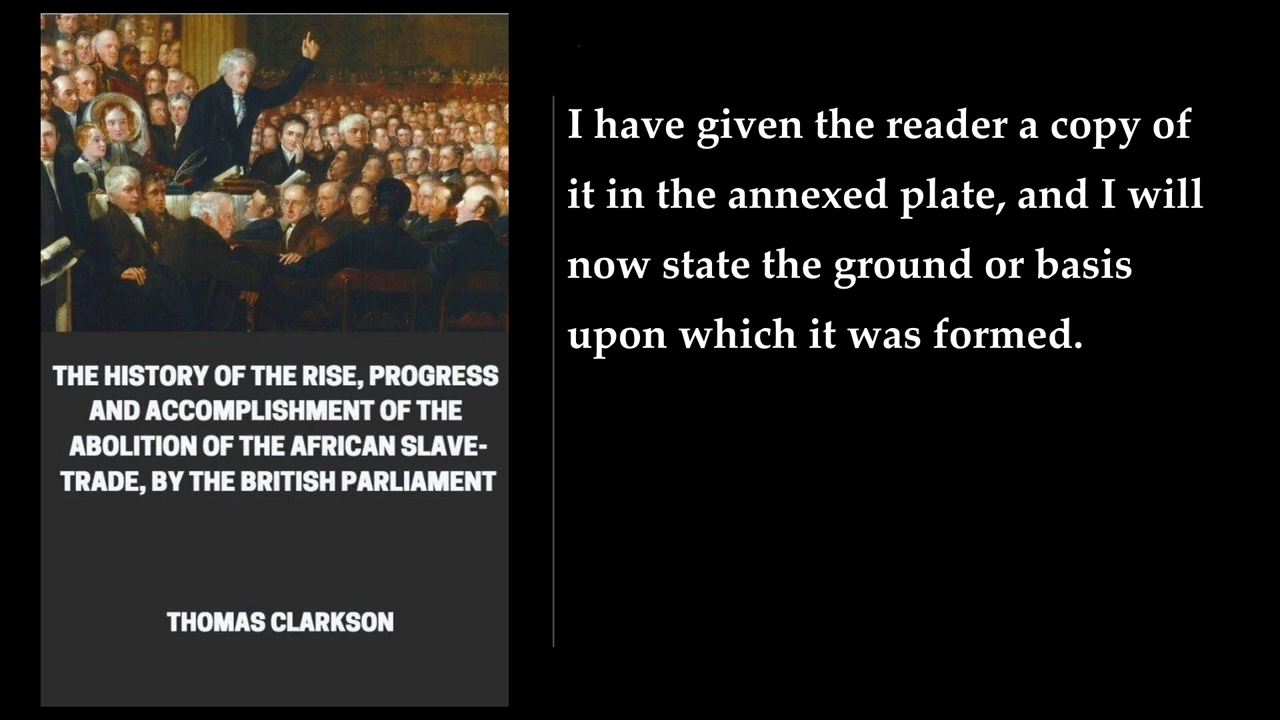 THE HISTORY OF THE RISE, PROGRESS
AND ACCOMPLISHMENT OF THE
ABOLITION OF THE AFRICAN SLAVE-
TRADE, BY THE BRITISH PARLIAMENT
THOMAS CLARKSON
I have given the reader a copy of
it in the annexed plate, and I will
now state the ground or basis
upon which it was formed.